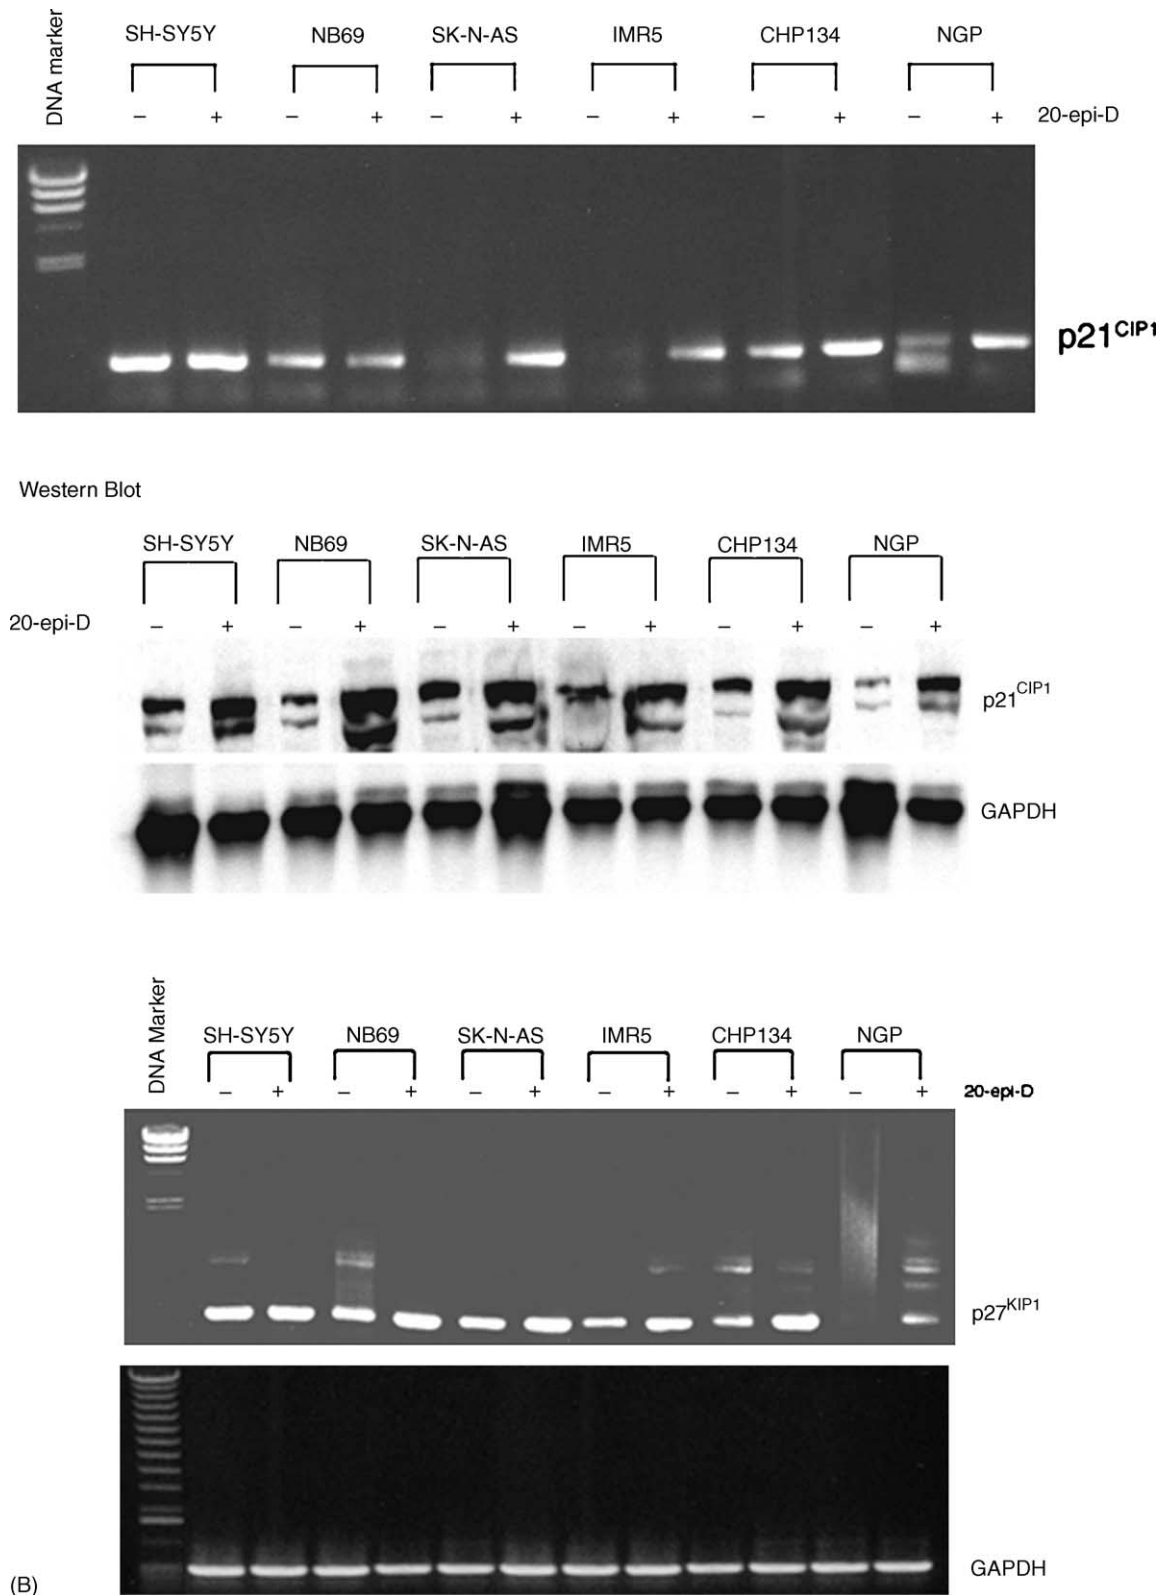 SH-SY5Y NB69 SK-N-AS IMR5 CHP134 NGP
DNA marker
– + – + – + – + – + – + 20-epi-D
p21CIP1
Western Blot
SH-SY5Y NB69 SK-N-AS IMR5 CHP134 NGP
20-epi-D – + – + – + – + – + – +
p21CIP1
GAPDH
DNA Marker
SH-SY5Y NB69 SK-N-AS IMR5 CHP134 NGP
– + – + – + – + – + – + 20-epi-D
p27KIP1
GAPDH
(B)